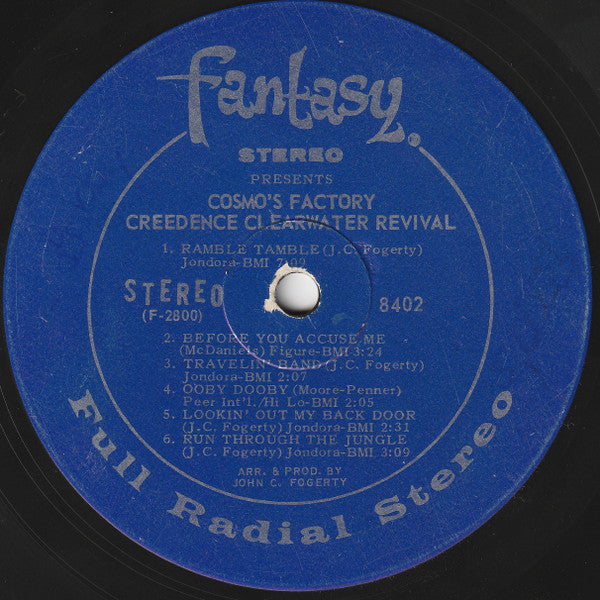 fantasy.
STEREO
PRESENTS
COSMO'S FACTORY
CREEDENCE CLEARWATER REVIVAL
1. RAMBLE TAMBLE (J.C. Fogerty)
Jondora-BMI 7:09
STEREO
(F-2800)
8402
2. BEFORE YOU ACCUSE ME
(McDaniels) Figure-BMI 3:24
3. TRAVELIN' BAND (J.C. Fogerty)
Jondora-BMI 2:07
4. OOBY DOOBY (Moore-Penner)
Peer Int'l./Hi Lo-BMI 2:05
5. LOOKIN' OUT MY BACK DOOR
(J.C. Fogerty) Jondora-BMI 2:31
6. RUN THROUGH THE JUNGLE
(J.C. Fogerty) Jondora-BMI 3:09
ARR. & PROD. BY
JOHN C. FOGERTY
Full Radial Stereo